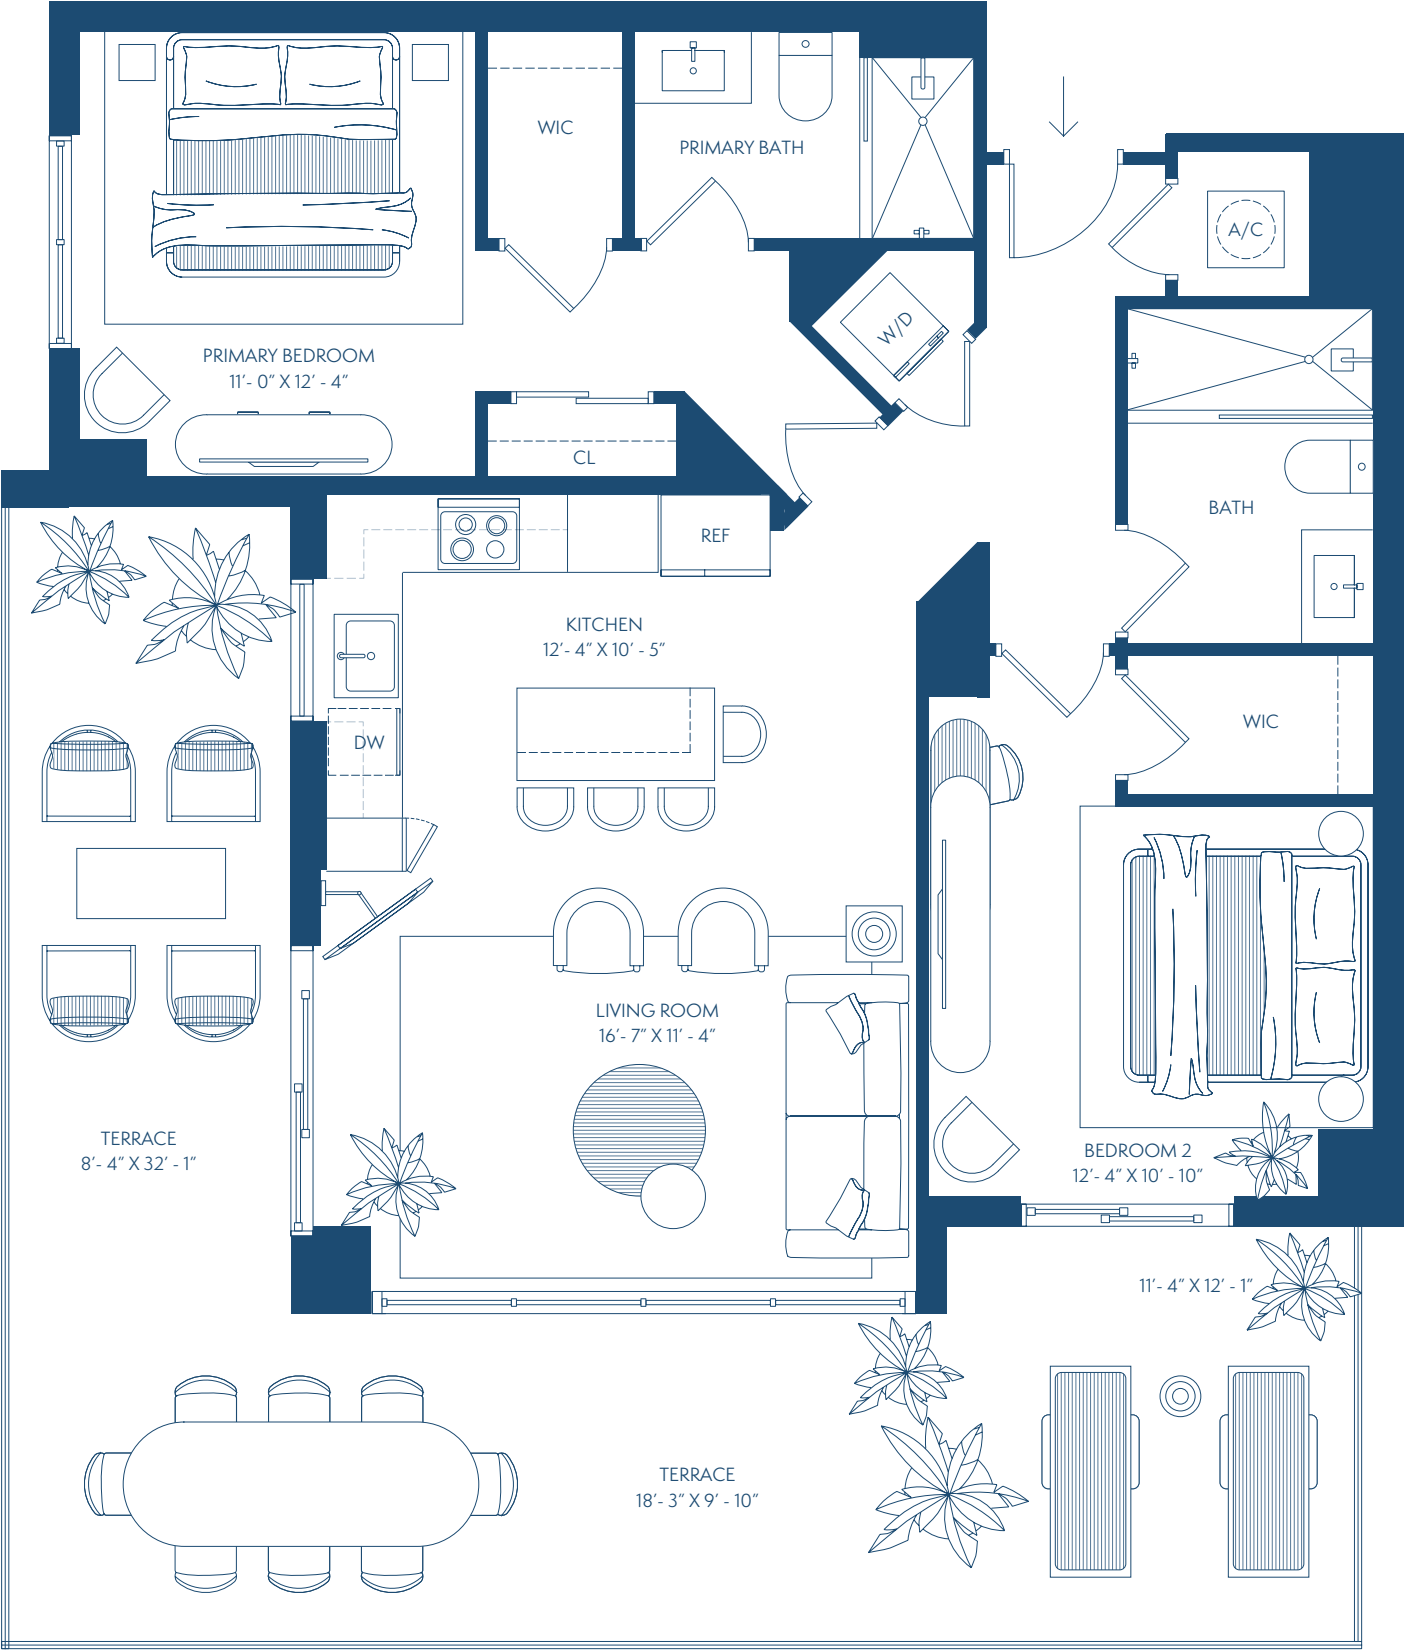 WIC
PRIMARY BATH
A/C
W/D
PRIMARY BEDROOM
11'- 0" X 12' - 4"
CL
BATH
REF
KITCHEN
12'- 4" X 10' - 5"
WIC
DW
LIVING ROOM
16'- 7" X 11' - 4"
TERRACE
8'- 4" X 32' - 1"
BEDROOM 2
12'- 4" X 10' - 10"
11'- 4" X 12' - 1"
TERRACE
18'- 3" X 9' - 10"